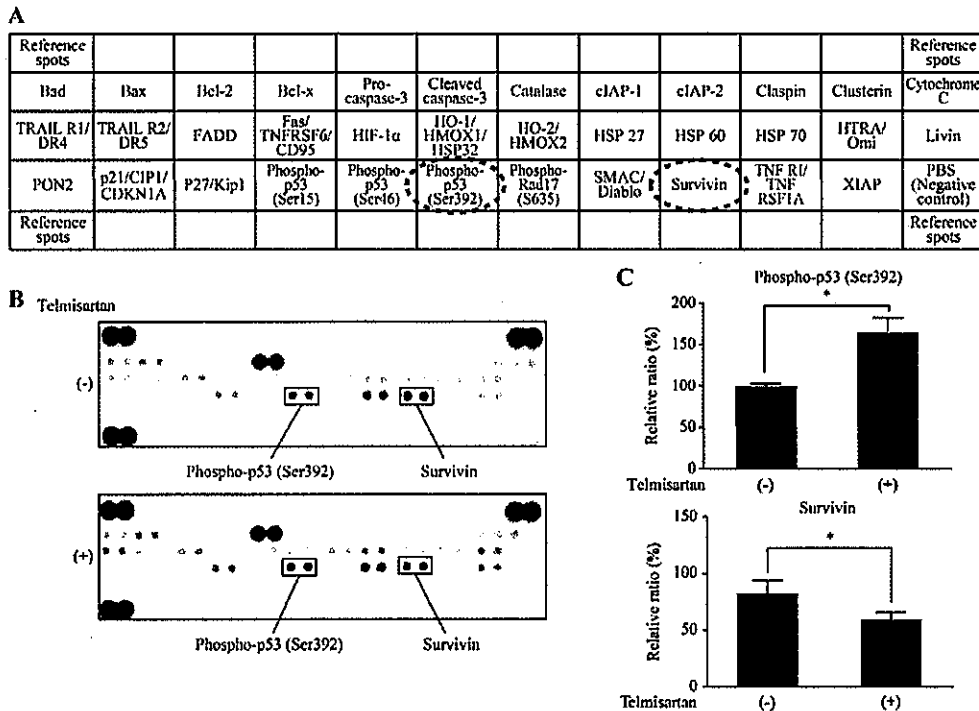 A
Reference spots Reference spots
Bad Bax Bcl-2 Bcl-x Pro-caspase-3 Cleaved caspase-3 Catalase cIAP-1 cIAP-2 Claspin Clusterin Cytochrome C
TRAIL R1/DR4 TRAIL R2/DR5 FADD Fas/TNFRSF6/CD95 HIF-1α HO-1/HMOX1/HSP32 HO-2/HMOX2 HSP 27 HSP 60 HSP 70 HTRA/Omi Livin
PON2 p21/CIP1/CDKN1A P27/Kip1 Phospho-p53 (Ser15) Phospho-p53 (Ser46) Phospho-p53 (Ser392) Phospho-Rad17 (S635) SMAC/Diablo Survivin TNF RI/TNF RSF1A XIAP PBS (Negative control)
Reference spots Reference spots
B
Telmisartan
(-)
Phospho-p53 (Ser392) Survivin
(+)
Phospho-p53 (Ser392) Survivin
C
Phospho-p53 (Ser392)
*
Relative ratio (%)
200
150
100
50
0
Telmisartan (-) (+)
Survivin
*
Relative ratio (%)
150
100
50
0
Telmisartan (-) (+)